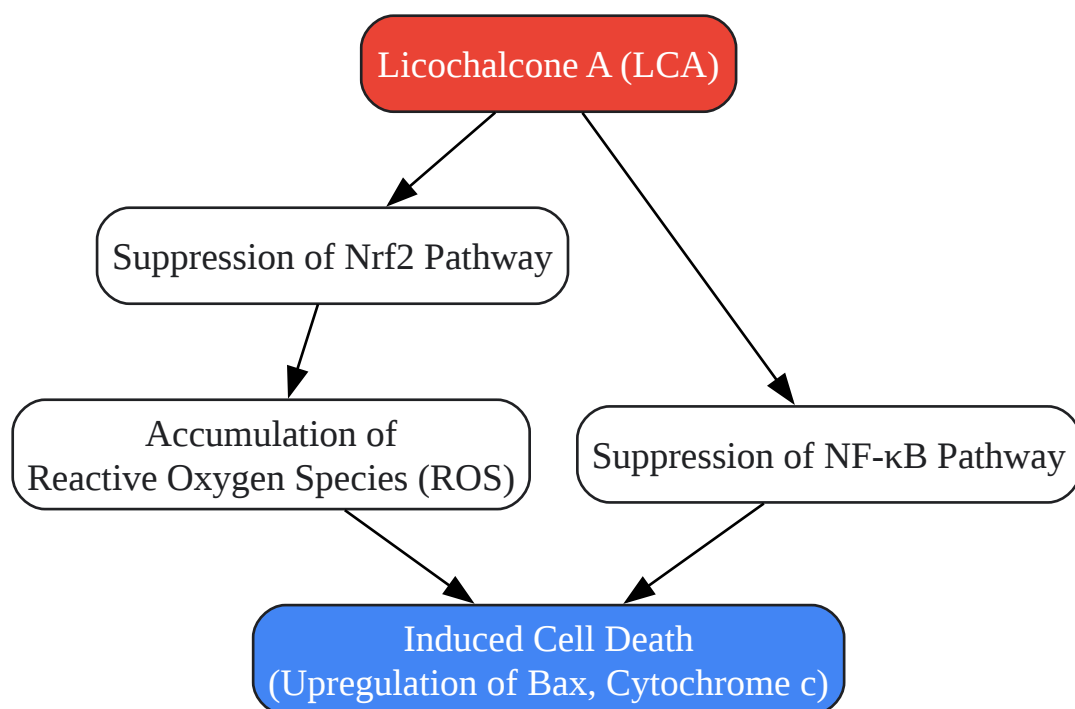 Licochalcone A (LCA)
Suppression of Nrf2 Pathway
Accumulation of
Reactive Oxygen Species (ROS)
Suppression of NF-κB Pathway
Induced Cell Death
(Upregulation of Bax, Cytochrome c)